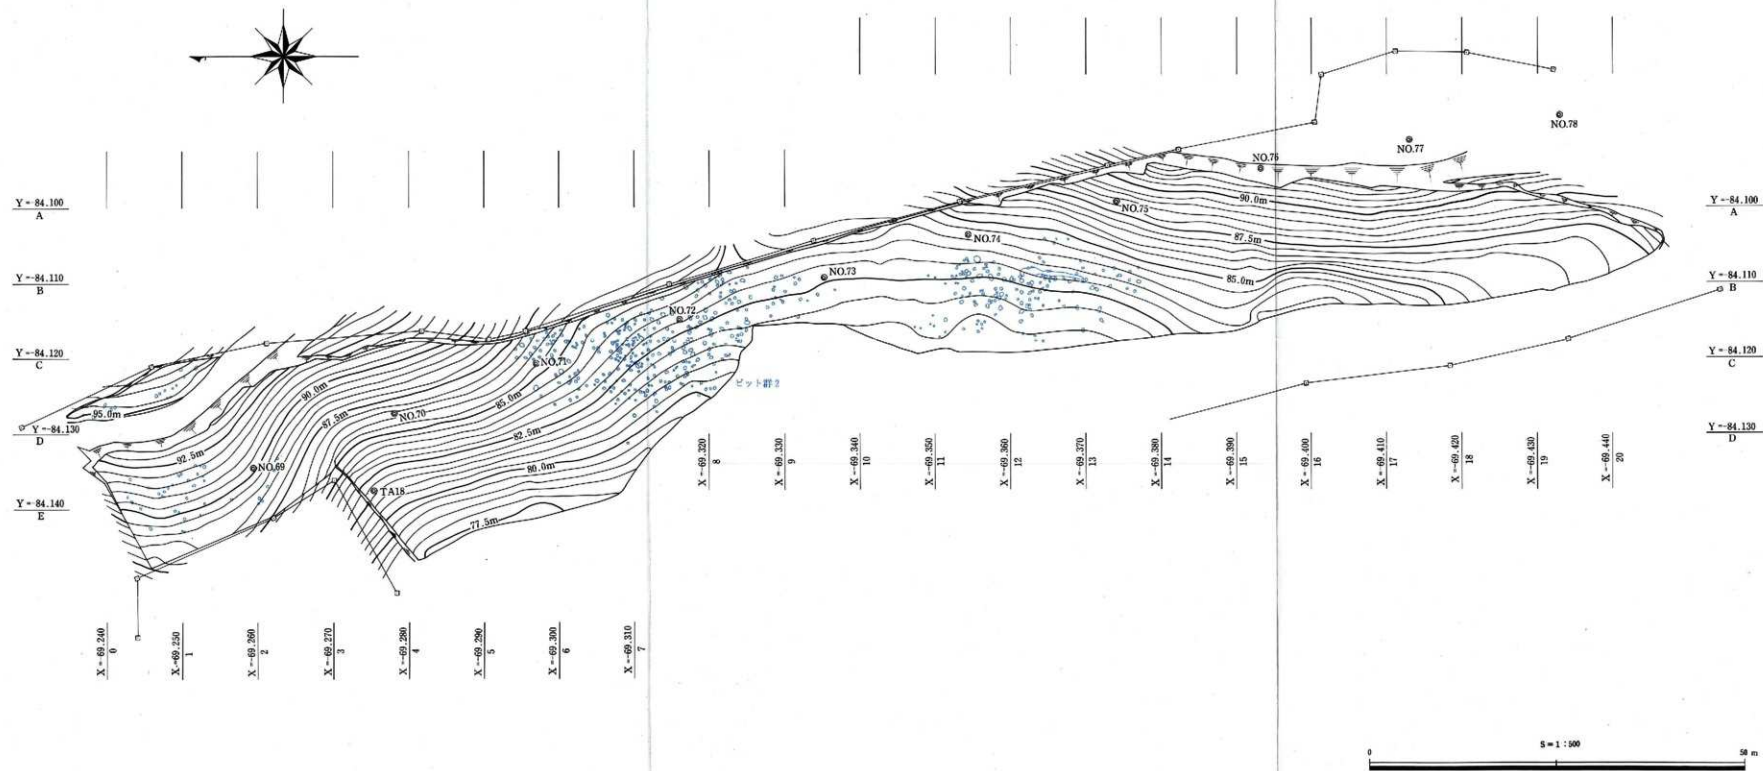 NO.78
NO.77
NO.76
Y=-84.100
A
90.0m
NO.75
Y=-84.100
A
NO.74
87.5m
Y=-84.110
B
NO.73
85.0m
Y=-84.110
B
NO.72
Y=-84.120
C
NO.71
Y=-84.120
C
90.0m
ピット群2
85.0m
95.0m
NO.70
87.5m
Y=-84.130
D
82.5m
Y=-84.130
D
92.5m
NO.69
80.0m
TA18
Y=-84.140
E
77.5m
X=-69.320
8
X=-69.330
9
X=-69.340
10
X=-69.350
11
X=-69.360
12
X=-69.370
13
X=-69.380
14
X=-69.390
15
X=-69.400
16
X=-69.410
17
X=-69.420
18
X=-69.430
19
X=-69.440
20
X=-69.240
0
X=-69.250
1
X=-69.260
2
X=-69.270
3
X=-69.280
4
X=-69.290
5
X=-69.300
6
X=-69.310
7
S=1:500
0
50 m